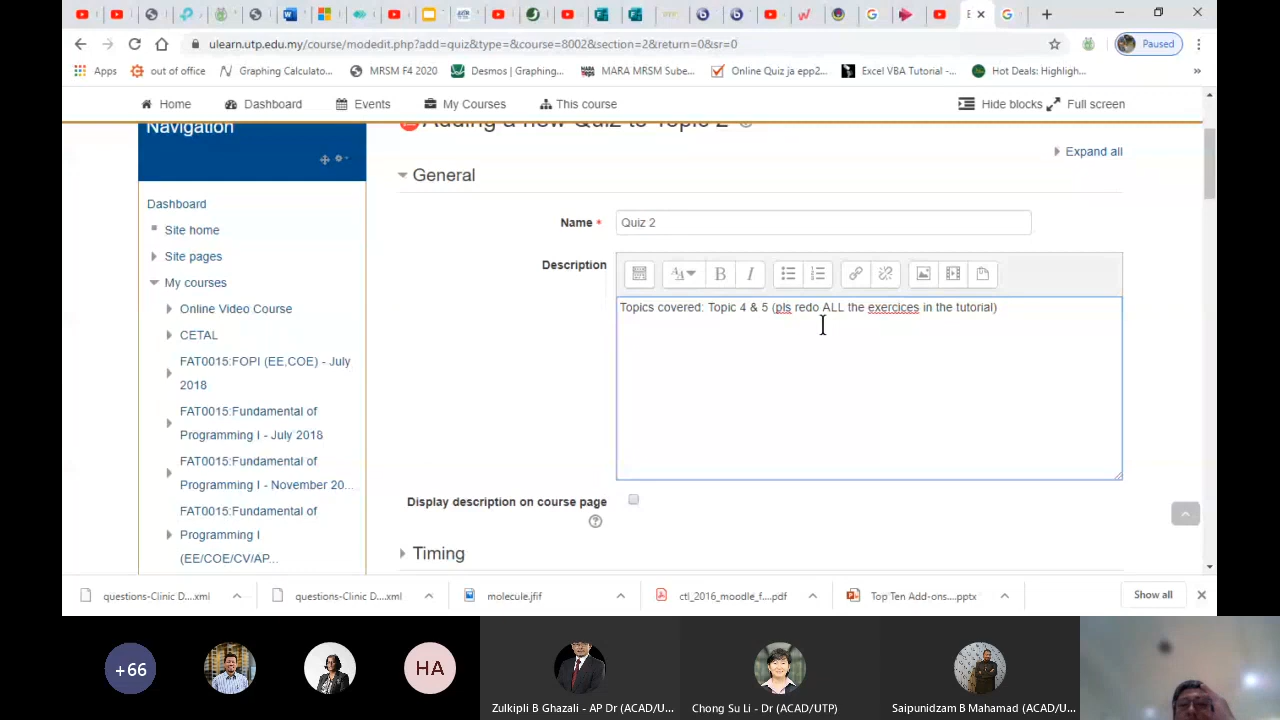 ulearn.utp.edu.my/course/modedit.php?add=quiz&type=&course=8002&section=2&return=0&sr=0
Paused
Apps
out of office
Graphing Calculato...
MRSM F4 2020
Desmos | Graphing...
MARA MRSM Sube...
Online Quiz ja epp2...
Excel VBA Tutorial -...
Hot Deals: Highligh...
»
Home
Dashboard
Events
My Courses
This course
Hide blocks
Full screen
Navigation
Adding a new Quiz to Topic 2
Expand all
General
Dashboard
Site home
Site pages
My courses
Online Video Course
CETAL
FAT0015:FOPI (EE,COE) - July
2018
FAT0015:Fundamental of
Programming I - July 2018
FAT0015:Fundamental of
Programming I - November 20...
FAT0015:Fundamental of
Programming I
(EE/COE/CV/AP...
Name *
Quiz 2
Description
B
I
Topics covered: Topic 4 & 5 (pls redo ALL the exercices in the tutorial)
Display description on course page
Timing
questions-Clinic D....xml
questions-Clinic D....xml
molecule.jfif
ctl_2016_moodle_f....pdf
Top Ten Add-ons....pptx
Show all
+66
HA
Zulkipli B Ghazali - AP Dr (ACAD/U...
Chong Su Li - Dr (ACAD/UTP)
Saipunidzam B Mahamad (ACAD/U...